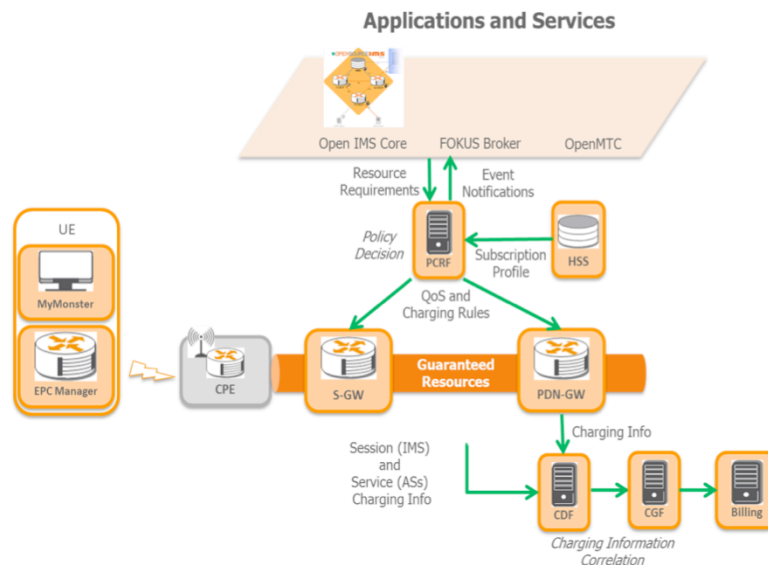 Applications and Services
Open IMS Core
FOKUS Broker
OpenMTC
Resource
Requirements
Event
Notifications
UE
Policy
Decision
PCRF
Subscription
Profile
HSS
MyMonster
QoS and
Charging Rules
EPC Manager
CPE
S-GW
Guaranteed
Resources
PDN-GW
Charging Info
Session (IMS)
and
Service (ASs)
Charging Info
CDF
CGF
Billing
Charging Information
Correlation